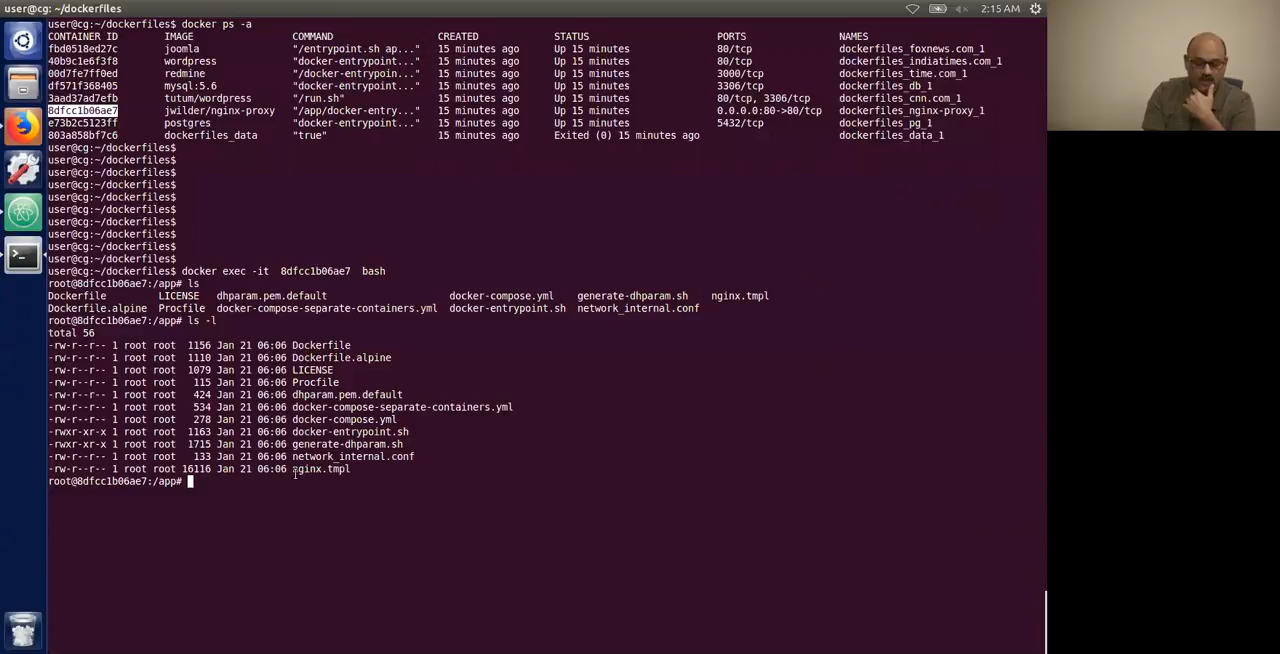 user@cg: ~/dockerfiles 2:15 AM
user@cg:~/dockerfiles$ docker ps -a
CONTAINER ID IMAGE COMMAND CREATED STATUS PORTS NAMES
fbd0518ed27c joomla "/entrypoint.sh ap..." 15 minutes ago Up 15 minutes 80/tcp dockerfiles_foxnews.com_1
40b9c1e6f3f8 wordpress "docker-entrypoin..." 15 minutes ago Up 15 minutes 80/tcp dockerfiles_indiatimes.com_1
00d7fe7ff0ed redmine "/docker-entrypoin..." 15 minutes ago Up 15 minutes 3000/tcp dockerfiles_time.com_1
df571f368405 mysql:5.6 "docker-entrypoint..." 15 minutes ago Up 15 minutes 3306/tcp dockerfiles_db_1
3aad37ad7efb tutum/wordpress "/run.sh" 15 minutes ago Up 15 minutes 80/tcp, 3306/tcp dockerfiles_cnn.com_1
8dfcc1b06ae7 jwilder/nginx-proxy "/app/docker-entry..." 15 minutes ago Up 15 minutes 0.0.0.0:80->80/tcp dockerfiles_nginx-proxy_1
e73b2c5123ff postgres "docker-entrypoint..." 15 minutes ago Up 15 minutes 5432/tcp dockerfiles_pg_1
803a858bf7c6 dockerfiles_data "true" 15 minutes ago Exited (0) 15 minutes ago dockerfiles_data_1
user@cg:~/dockerfiles$
user@cg:~/dockerfiles$
user@cg:~/dockerfiles$
user@cg:~/dockerfiles$
user@cg:~/dockerfiles$
user@cg:~/dockerfiles$
user@cg:~/dockerfiles$
user@cg:~/dockerfiles$
user@cg:~/dockerfiles$
user@cg:~/dockerfiles$
user@cg:~/dockerfiles$ docker exec -it 8dfcc1b06ae7 bash
root@8dfcc1b06ae7:/app# ls
Dockerfile LICENSE dhparam.pem.default docker-compose.yml generate-dhparam.sh nginx.tmpl
Dockerfile.alpine Procfile docker-compose-separate-containers.yml docker-entrypoint.sh network_internal.conf
root@8dfcc1b06ae7:/app# ls -l
total 56
-rw-r--r-- 1 root root 1156 Jan 21 06:06 Dockerfile
-rw-r--r-- 1 root root 1110 Jan 21 06:06 Dockerfile.alpine
-rw-r--r-- 1 root root 1079 Jan 21 06:06 LICENSE
-rw-r--r-- 1 root root 115 Jan 21 06:06 Procfile
-rw-r--r-- 1 root root 424 Jan 21 06:06 dhparam.pem.default
-rw-r--r-- 1 root root 534 Jan 21 06:06 docker-compose-separate-containers.yml
-rw-r--r-- 1 root root 278 Jan 21 06:06 docker-compose.yml
-rwxr-xr-x 1 root root 1163 Jan 21 06:06 docker-entrypoint.sh
-rwxr-xr-x 1 root root 1715 Jan 21 06:06 generate-dhparam.sh
-rw-r--r-- 1 root root 133 Jan 21 06:06 network_internal.conf
-rw-r--r-- 1 root root 16116 Jan 21 06:06 nginx.tmpl
root@8dfcc1b06ae7:/app#